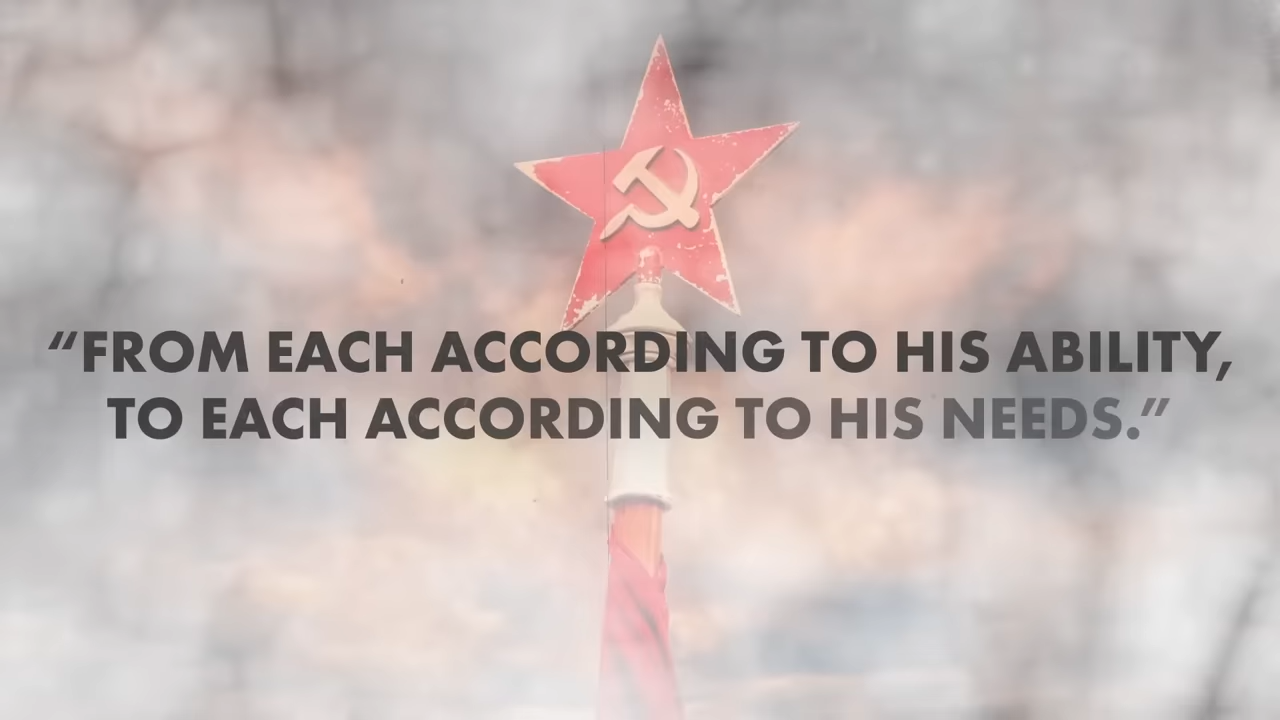 “FROM EACH ACCORDING TO HIS ABILITY,
TO EACH ACCORDING TO HIS NEEDS.”